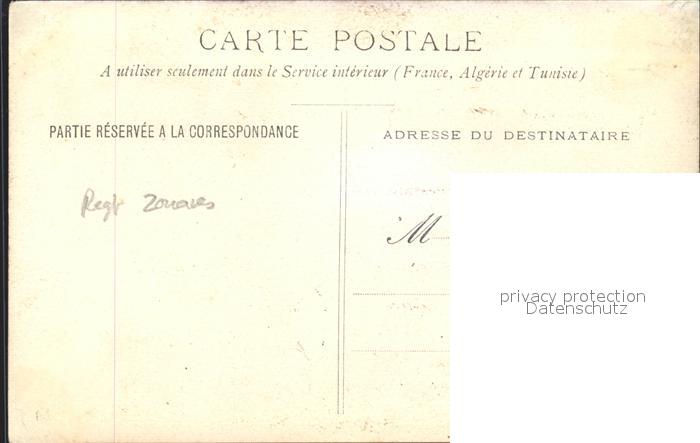 CARTE POSTALE
A utiliser seulement dans le Service intérieur (France, Algérie et Tunisie)
PARTIE RÉSERVÉE A LA CORRESPONDANCE
ADRESSE DU DESTINATAIRE
Regt Zouaves
M
privacy protection
Datenschutz